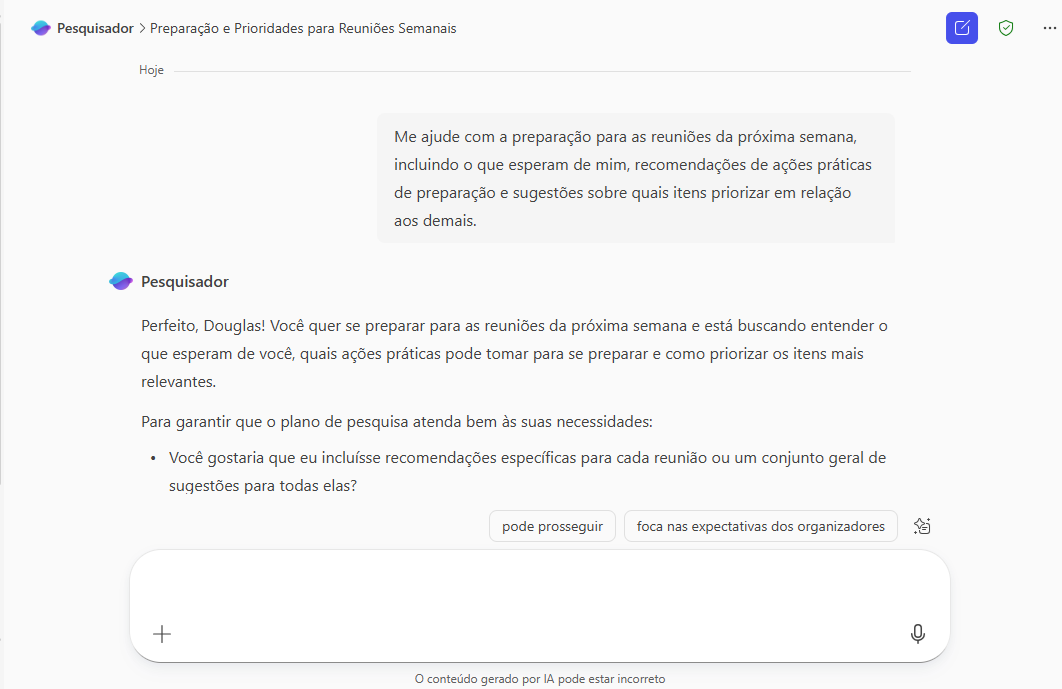 Pesquisador > Preparação e Prioridades para Reuniões Semanais
Hoje
Me ajude com a preparação para as reuniões da próxima semana,
incluindo o que esperam de mim, recomendações de ações práticas
de preparação e sugestões sobre quais itens priorizar em relação
aos demais.
Pesquisador
Perfeito, Douglas! Você quer se preparar para as reuniões da próxima semana e está buscando entender o
que esperam de você, quais ações práticas pode tomar para se preparar e como priorizar os itens mais
relevantes.
Para garantir que o plano de pesquisa atenda bem às suas necessidades:
• Você gostaria que eu incluísse recomendações específicas para cada reunião ou um conjunto geral de
sugestões para todas elas?
pode prosseguir
foca nas expectativas dos organizadores
O conteúdo gerado por IA pode estar incorreto